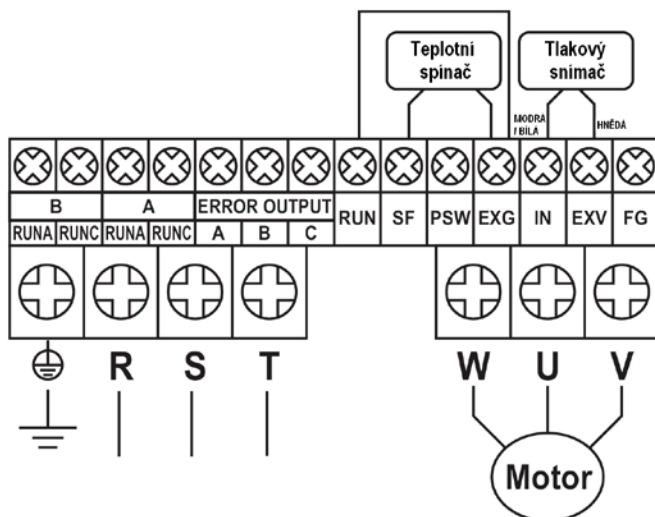 Teplotní
spínač
Tlakový
snímač
MODRÁ
/ BÍLÁ
HNĚDÁ
B A ERROR OUTPUT RUN SF PSW EXG IN EXV FG
RUNA RUNC RUNA RUNC A B C
R S T W U V
Motor